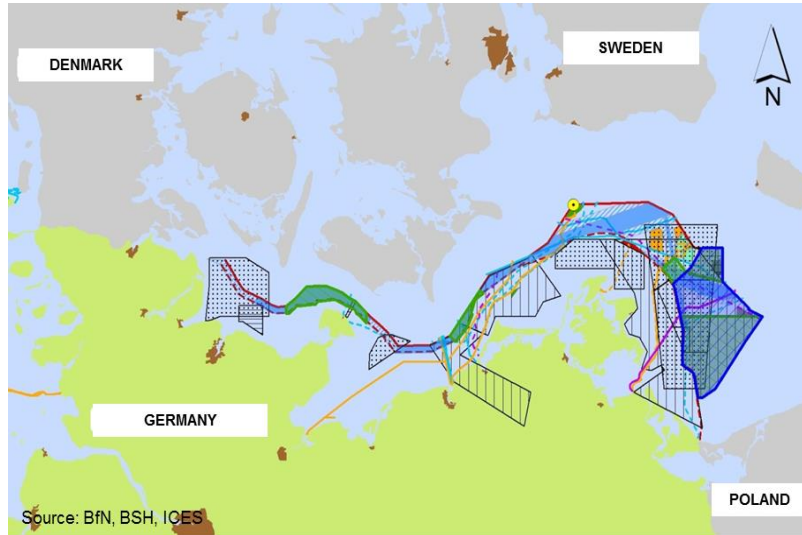 SWEDEN
DENMARK
N
GERMANY
POLAND
Source: BfN, BSH, ICES